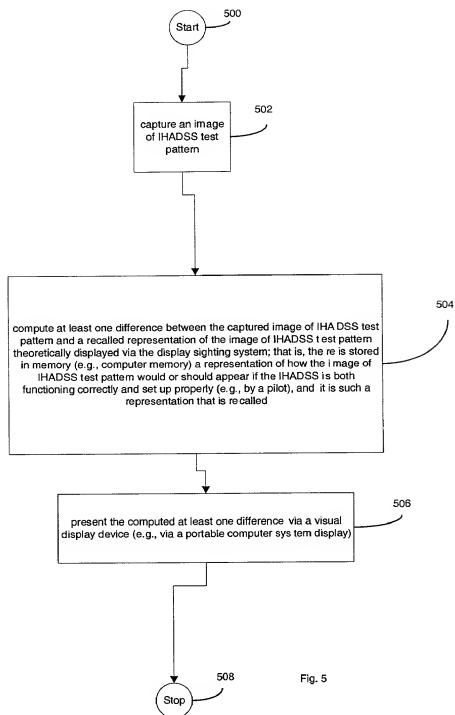 500
Start
502
capture an image
of IHADSS test
pattern
504
compute at least one difference between the captured image of IHA DSS test
pattern and a recalled representation of the image of IHADSS test pattern
theoretically displayed via the display sighting system; that is, the re is stored
in memory (e.g., computer memory) a representation of how the i mage of
IHADSS test pattern would or should appear if the IHADSS is both
functioning correctly and set up properly (e.g., by a pilot), and it is such a
representation that is recalled
506
present the computed at least one difference via a visual
display device (e.g., via a portable computer sys tem display)
508
Stop
Fig. 5